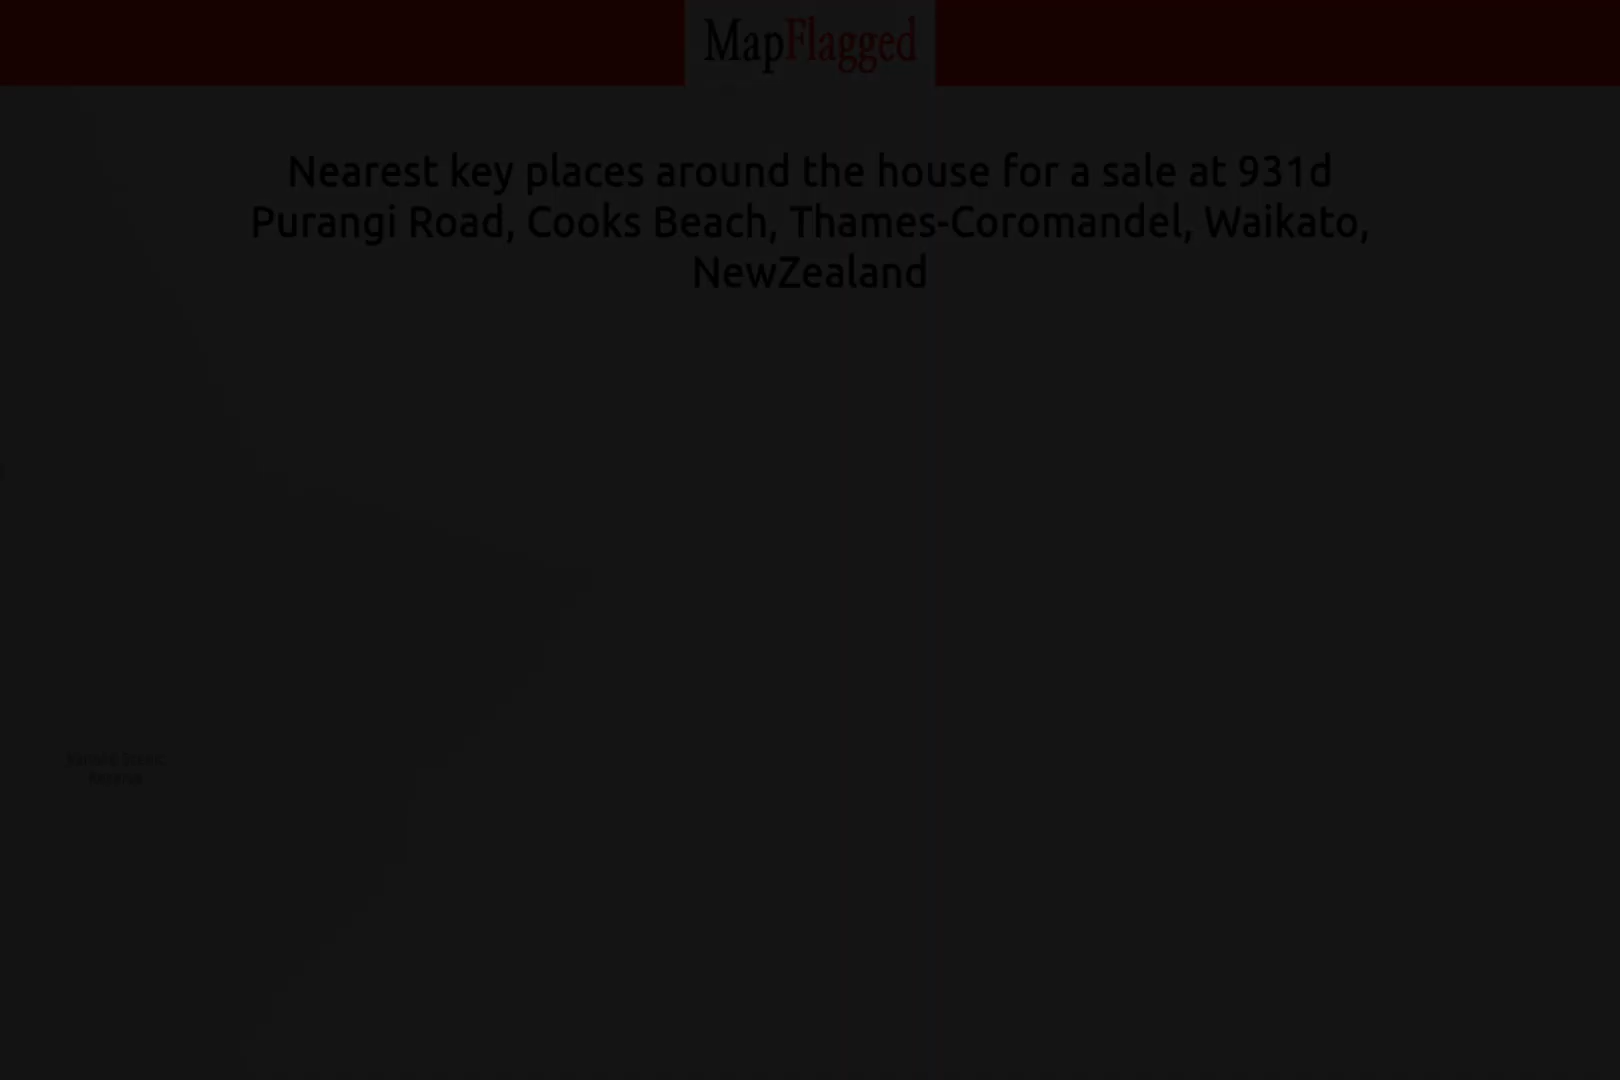 MapFlagged
Nearest key places around the house for a sale at 931d
Purangi Road, Cooks Beach, Thames-Coromandel, Waikato,
NewZealand
Reserve